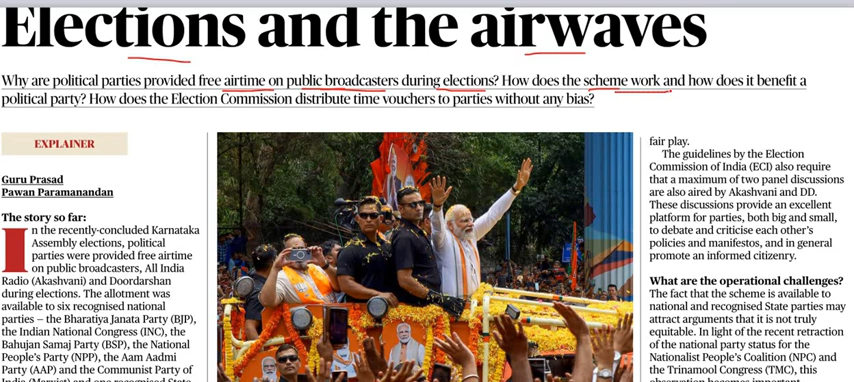 Elections and the airwaves
Why are political parties provided free airtime on public broadcasters during elections? How does the scheme work and how does it benefit a
political party? How does the Election Commission distribute time vouchers to parties without any bias?
EXPLAINER
Guru Prasad
Pawan Paramanandan
The story so far:
In the recently-concluded Karnataka
Assembly elections, political
parties were provided free airtime
on public broadcasters, All India
Radio (Akashvani) and Doordarshan
during elections. The allotment was
available to six recognised national
parties — the Bharatiya Janata Party (BJP),
the Indian National Congress (INC), the
Bahujan Samaj Party (BSP), the National
People's Party (NPP), the Aam Aadmi
Party (AAP) and the Communist Party of
India (Marxist) and one recognised State
fair play.
The guidelines by the Election
Commission of India (ECI) also require
that a maximum of two panel discussions
are also aired by Akashvani and DD.
These discussions provide an excellent
platform for parties, both big and small,
to debate and criticise each other's
policies and manifestos, and in general
promote an informed citizenry.
What are the operational challenges?
The fact that the scheme is available to
national and recognised State parties may
attract arguments that it is not truly
equitable. In light of the recent retraction
of the national party status for the
Nationalist People's Coalition (NPC) and
the Trinamool Congress (TMC), this
observation becomes important